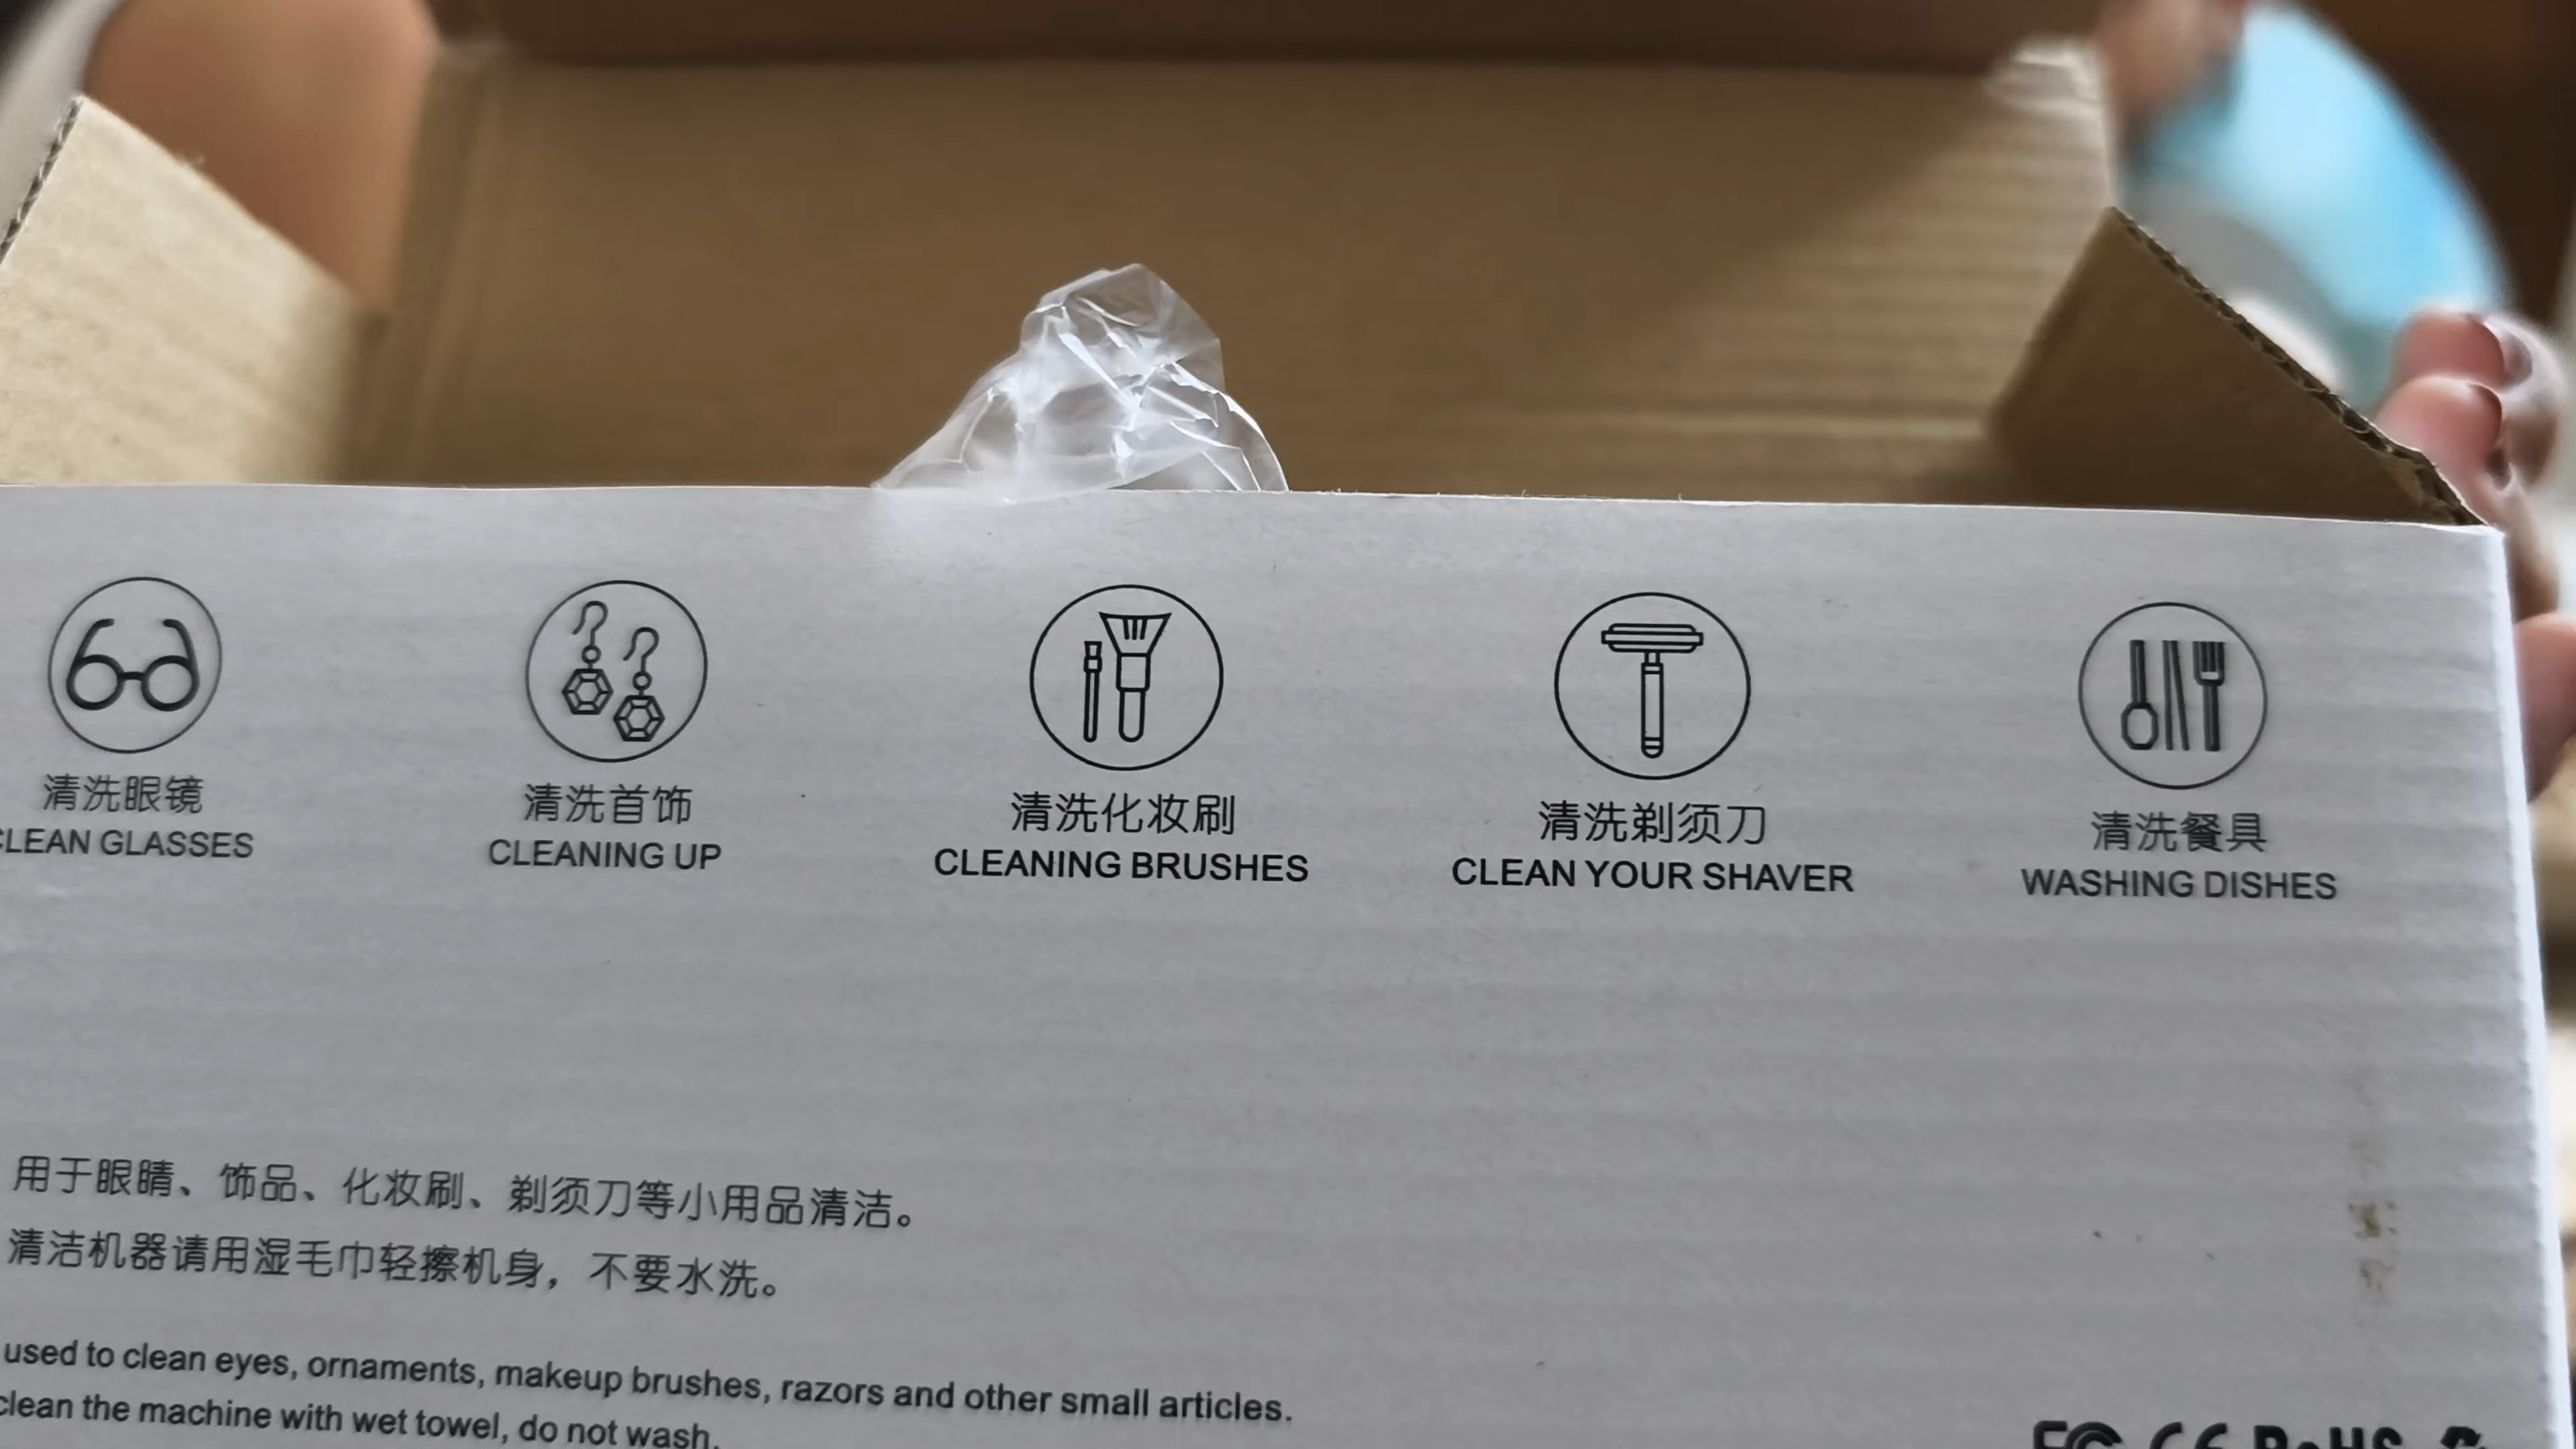 清洗眼镜
CLEAN GLASSES
清洗首饰
CLEANING UP
清洗化妆刷
CLEANING BRUSHES
清洗剃须刀
CLEAN YOUR SHAVER
清洗餐具
WASHING DISHES
用于眼睛、饰品、化妆刷、剃须刀等小用品清洁。
清洁机器请用湿毛巾轻擦机身，不要水洗。
used to clean eyes, ornaments, makeup brushes, razors and other small articles.
clean the machine with wet towel, do not wash.
FC CE RoHS